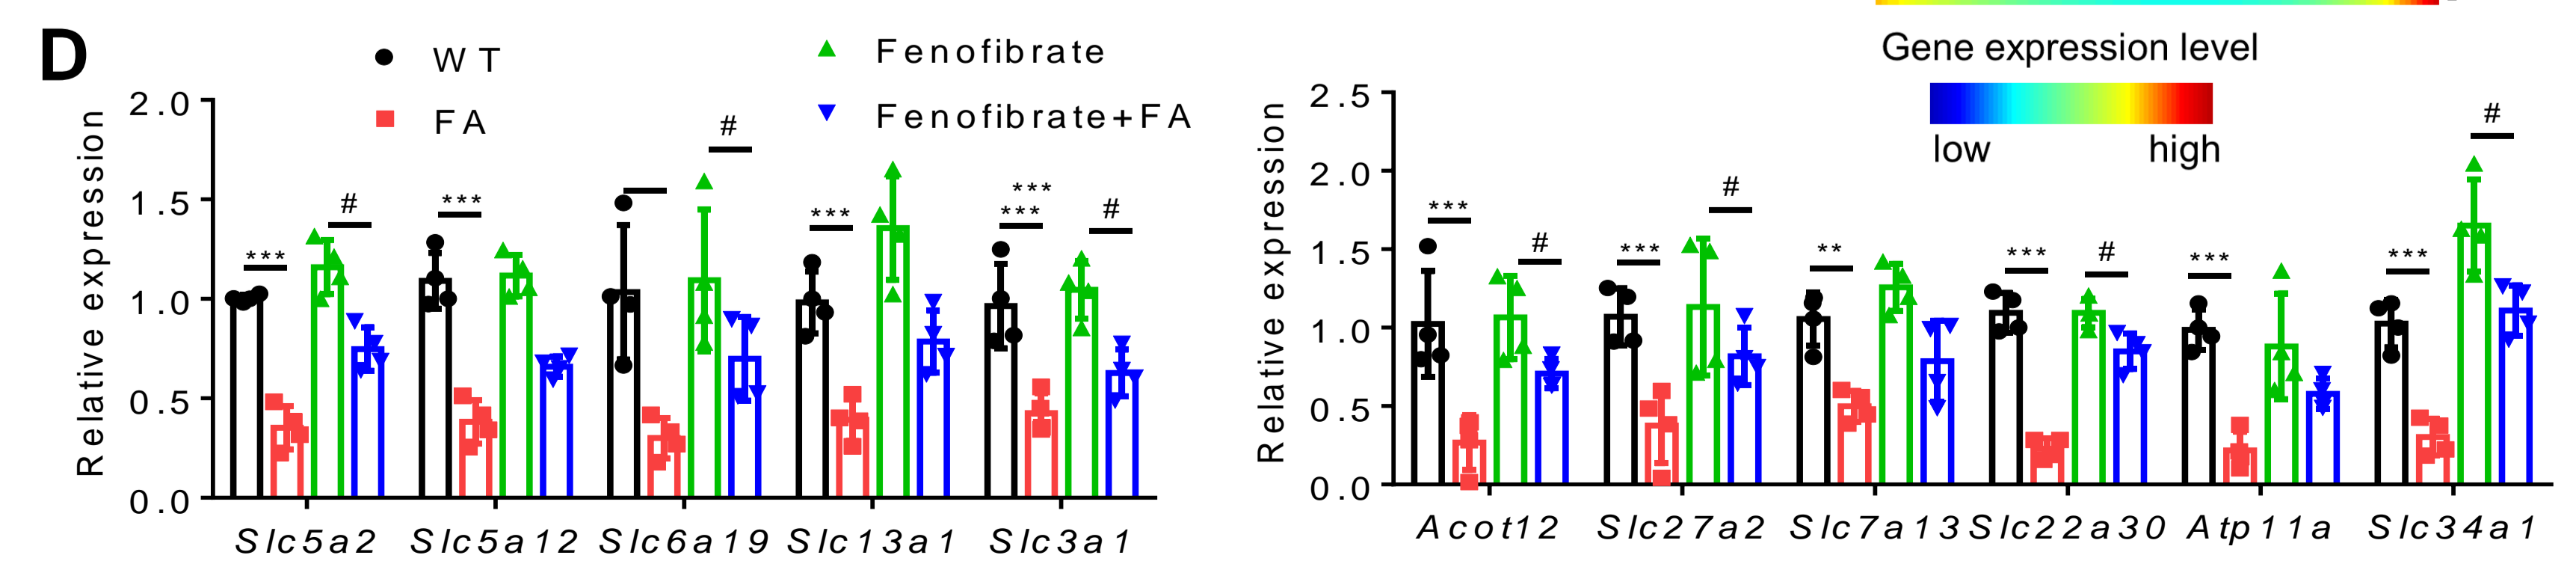 D
WT
FA
Fenofibrate
Fenofibrate+FA
Relative expression
2.0
1.5
1.0
0.5
0.0
***
#
***
#
***
***
***
#
Slc5a2 Slc5a12 Slc6a19 Slc13a1 Slc3a1
Gene expression level
low high
Relative expression
2.5
2.0
1.5
1.0
0.5
0.0
***
#
***
#
**
***
#
***
***
#
Acot12 Slc27a2 Slc7a13 Slc22a30 Atp11a Slc34a1